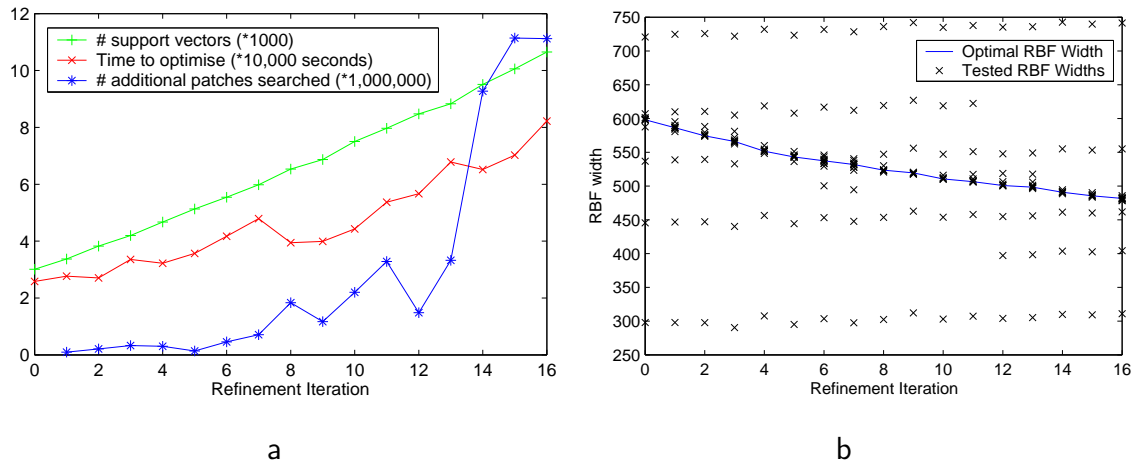 12
10
8
6
4
2
0
# support vectors (*1000)
Time to optimise (*10,000 seconds)
# additional patches searched (*1,000,000)
0 2 4 6 8 10 12 14 16
Refinement Iteration
a
750
700
650
600
550
500
450
400
350
300
250
RBF width
Optimal RBF Width
Tested RBF Widths
0 2 4 6 8 10 12 14 16
Refinement Iteration
b